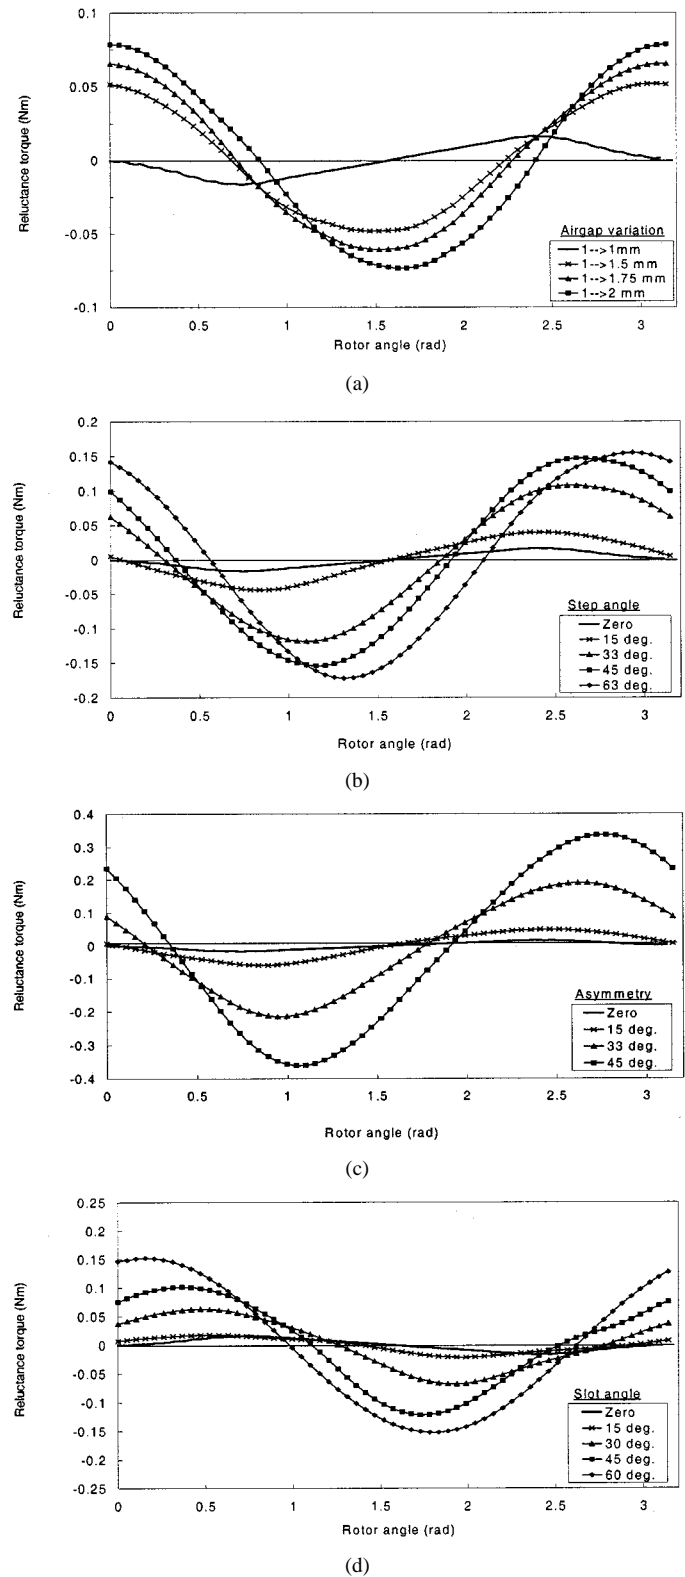 0.1
0.05
0
-0.05
-0.1
Reluctance torque (Nm)
Airgap variation
1-->1mm
1-->1.5 mm
1-->1.75 mm
1-->2 mm
0 0.5 1 1.5 2 2.5 3
Rotor angle (rad)
(a)
0.2
0.15
0.1
0.05
0
-0.05
-0.1
-0.15
-0.2
Reluctance torque (Nm)
Step angle
Zero
15 deg.
33 deg.
45 deg.
63 deg.
0 0.5 1 1.5 2 2.5 3
Rotor angle (rad)
(b)
0.4
0.3
0.2
0.1
0
-0.1
-0.2
-0.3
-0.4
Reluctance torque (Nm)
Asymmetry
Zero
15 deg.
33 deg.
45 deg.
0 0.5 1 1.5 2 2.5 3
Rotor angle (rad)
(c)
0.25
0.2
0.15
0.1
0.05
0
-0.05
-0.1
-0.15
-0.2
-0.25
Reluctance torque (Nm)
Slot angle
Zero
15 deg.
30 deg.
45 deg.
60 deg.
0 0.5 1 1.5 2 2.5 3
Rotor angle (rad)
(d)